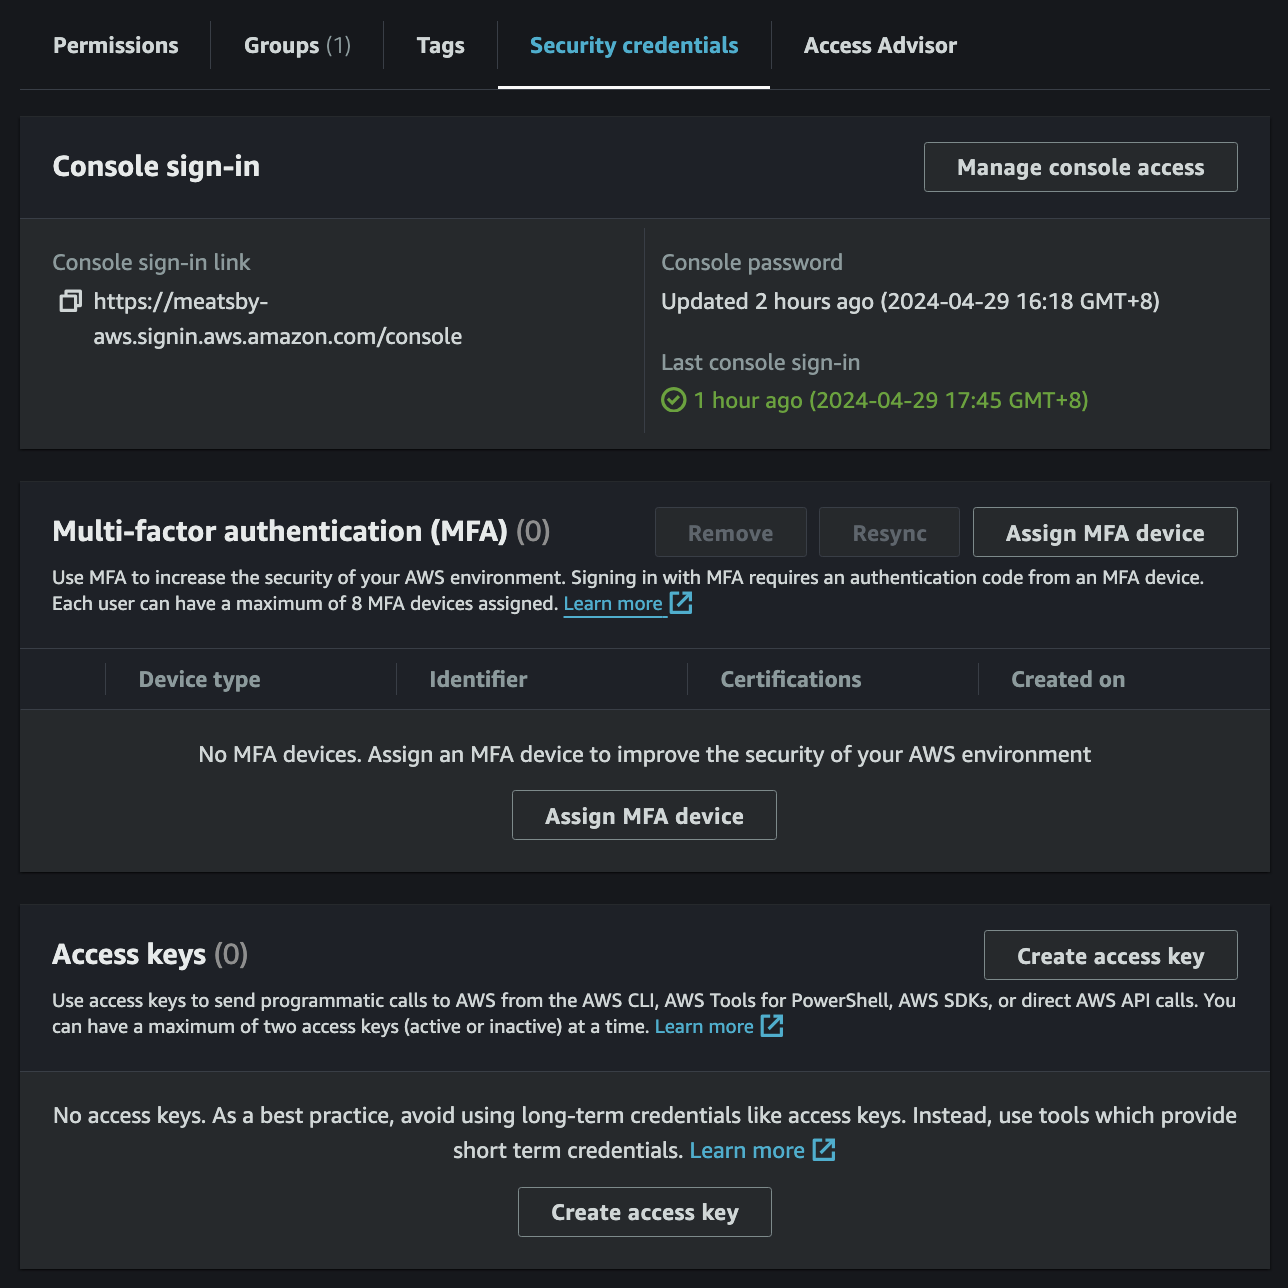 Permissions
Groups (1)
Tags
Security credentials
Access Advisor
Console sign-in
Manage console access
Console sign-in link
https://meatsby-
aws.signin.aws.amazon.com/console
Console password
Updated 2 hours ago (2024-04-29 16:18 GMT+8)
Last console sign-in
1 hour ago (2024-04-29 17:45 GMT+8)
Multi-factor authentication (MFA) (0)
Remove
Resync
Assign MFA device
Use MFA to increase the security of your AWS environment. Signing in with MFA requires an authentication code from an MFA device.
Each user can have a maximum of 8 MFA devices assigned. Learn more
Device type
Identifier
Certifications
Created on
No MFA devices. Assign an MFA device to improve the security of your AWS environment
Assign MFA device
Access keys (0)
Create access key
Use access keys to send programmatic calls to AWS from the AWS CLI, AWS Tools for PowerShell, AWS SDKs, or direct AWS API calls. You
can have a maximum of two access keys (active or inactive) at a time. Learn more
No access keys. As a best practice, avoid using long-term credentials like access keys. Instead, use tools which provide
short term credentials. Learn more
Create access key